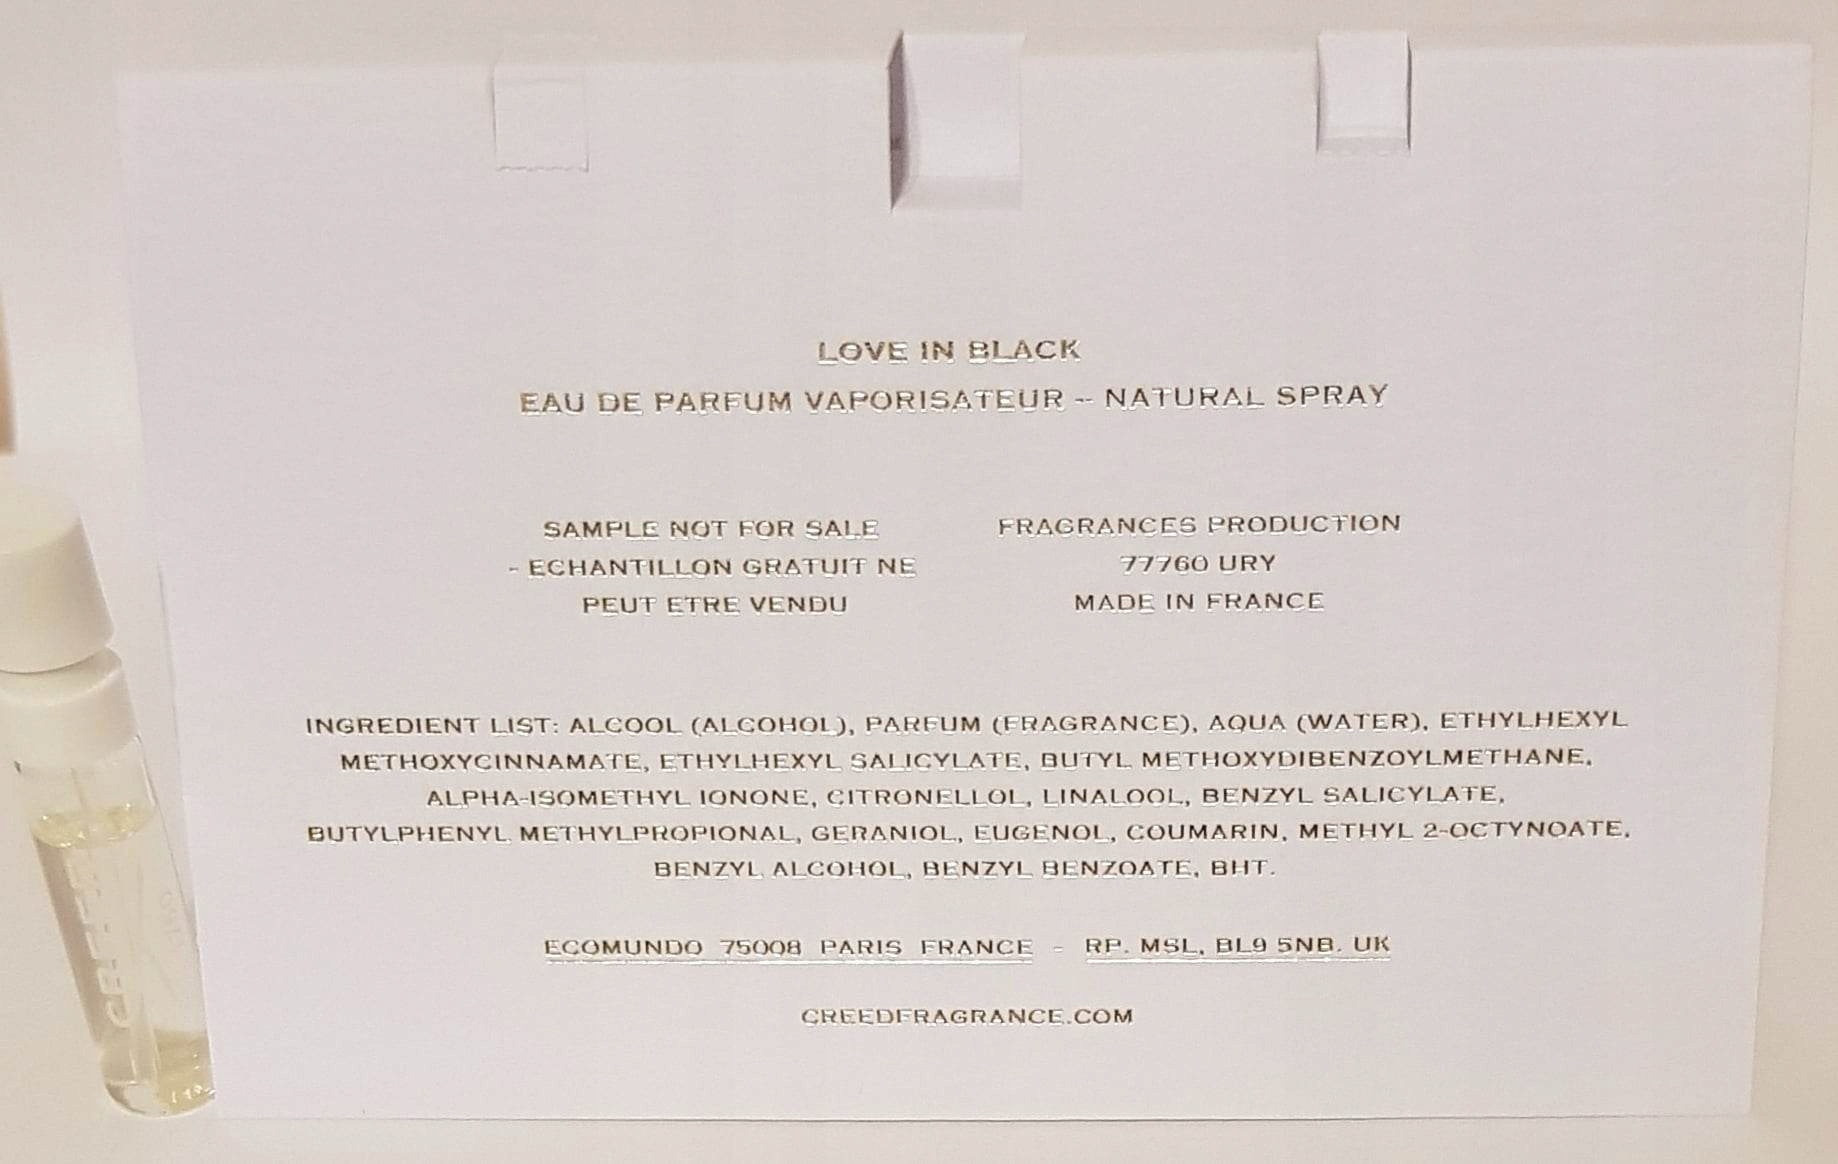 LOVE IN BLACK
EAU DE PARFUM VAPORISATEUR - NATURAL SPRAY
SAMPLE NOT FOR SALE
- ECHANTILLON GRATUIT NE
PEUT ETRE VENDU
FRAGRANCES PRODUCTION
77760 URY
MADE IN FRANCE
INGREDIENT LIST: ALCOOL (ALCOHOL), PARFUM (FRAGRANCE), AQUA (WATER), ETHYLHEXYL
METHOXYCINNAMATE, ETHYLHEXYL SALICYLATE, BUTYL METHOXYDIBENZOYLMETHANE,
ALPHA-ISOMETHYL IONONE, CITRONELLOL, LINALOOL, BENZYL SALICYLATE,
BUTYLPHENYL METHYLPROPIONAL, GERANIOL, EUGENOL, COUMARIN, METHYL 2-OCTYNOATE,
BENZYL ALCOHOL, BENZYL BENZOATE, BHT.
ECOMUNDO 75008 PARIS FRANCE - RP. MSL, BL9 5NB. UK
CREEDFRAGRANCE.COM
CREED